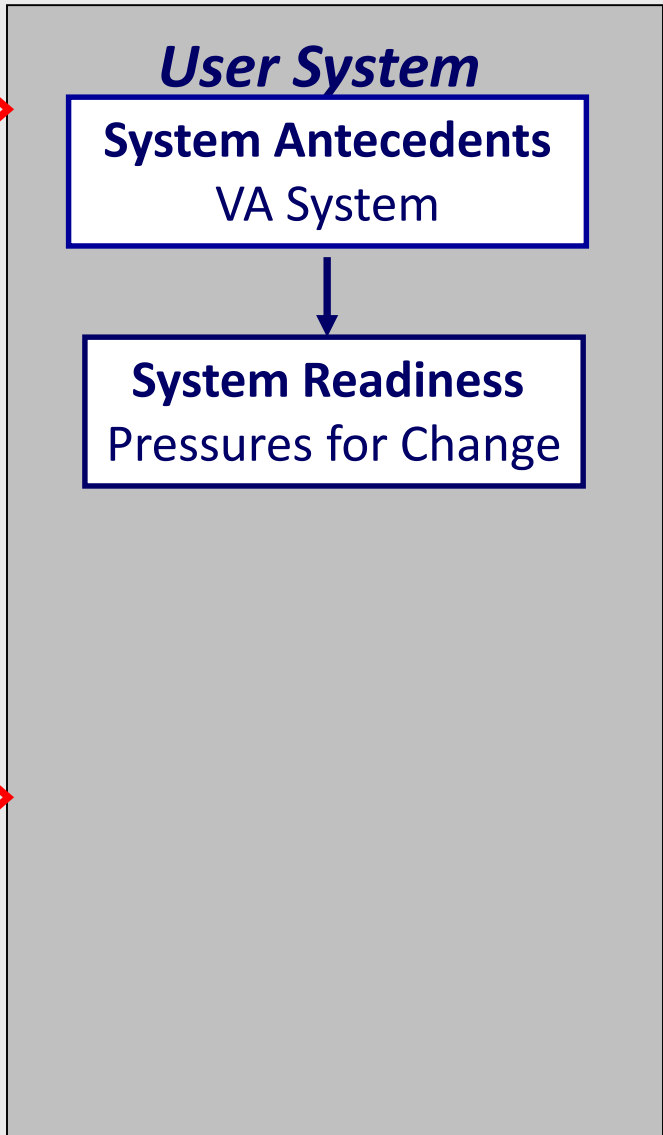 User System
System Antecedents
VA System
System Readiness
Pressures for Change